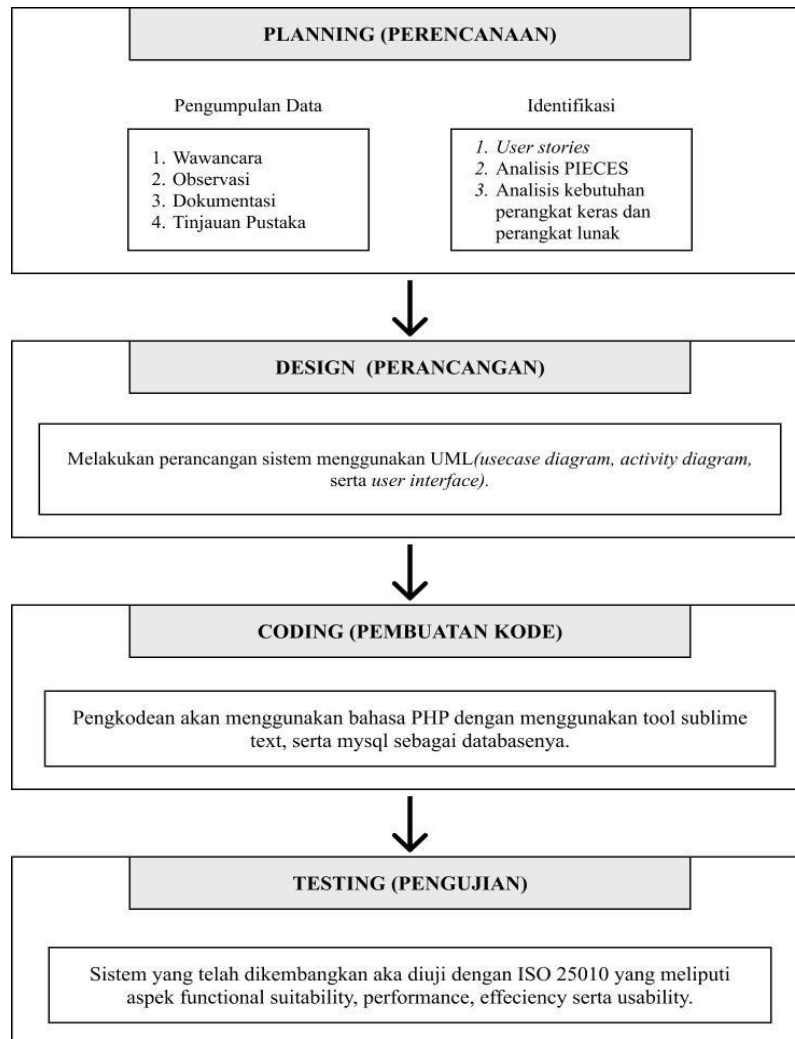 PLANNING (PERENCANAAN)
Pengumpulan Data
1. Wawancara
2. Observasi
3. Dokumentasi
4. Tinjauan Pustaka
Identifikasi
1. User stories
2. Analisis PIECES
3. Analisis kebutuhan
perangkat keras dan
perangkat lunak
DESIGN (PERANCANGAN)
Melakukan perancangan sistem menggunakan UML(usecase diagram, activity diagram,
serta user interface).
CODING (PEMBUATAN KODE)
Pengkodean akan menggunakan bahasa PHP dengan menggunakan tool sublime
text, serta mysql sebagai databasenya.
TESTING (PENGUJIAN)
Sistem yang telah dikembangkan aka diuji dengan ISO 25010 yang meliputi
aspek functional suitability, performance, effeciency serta usability.